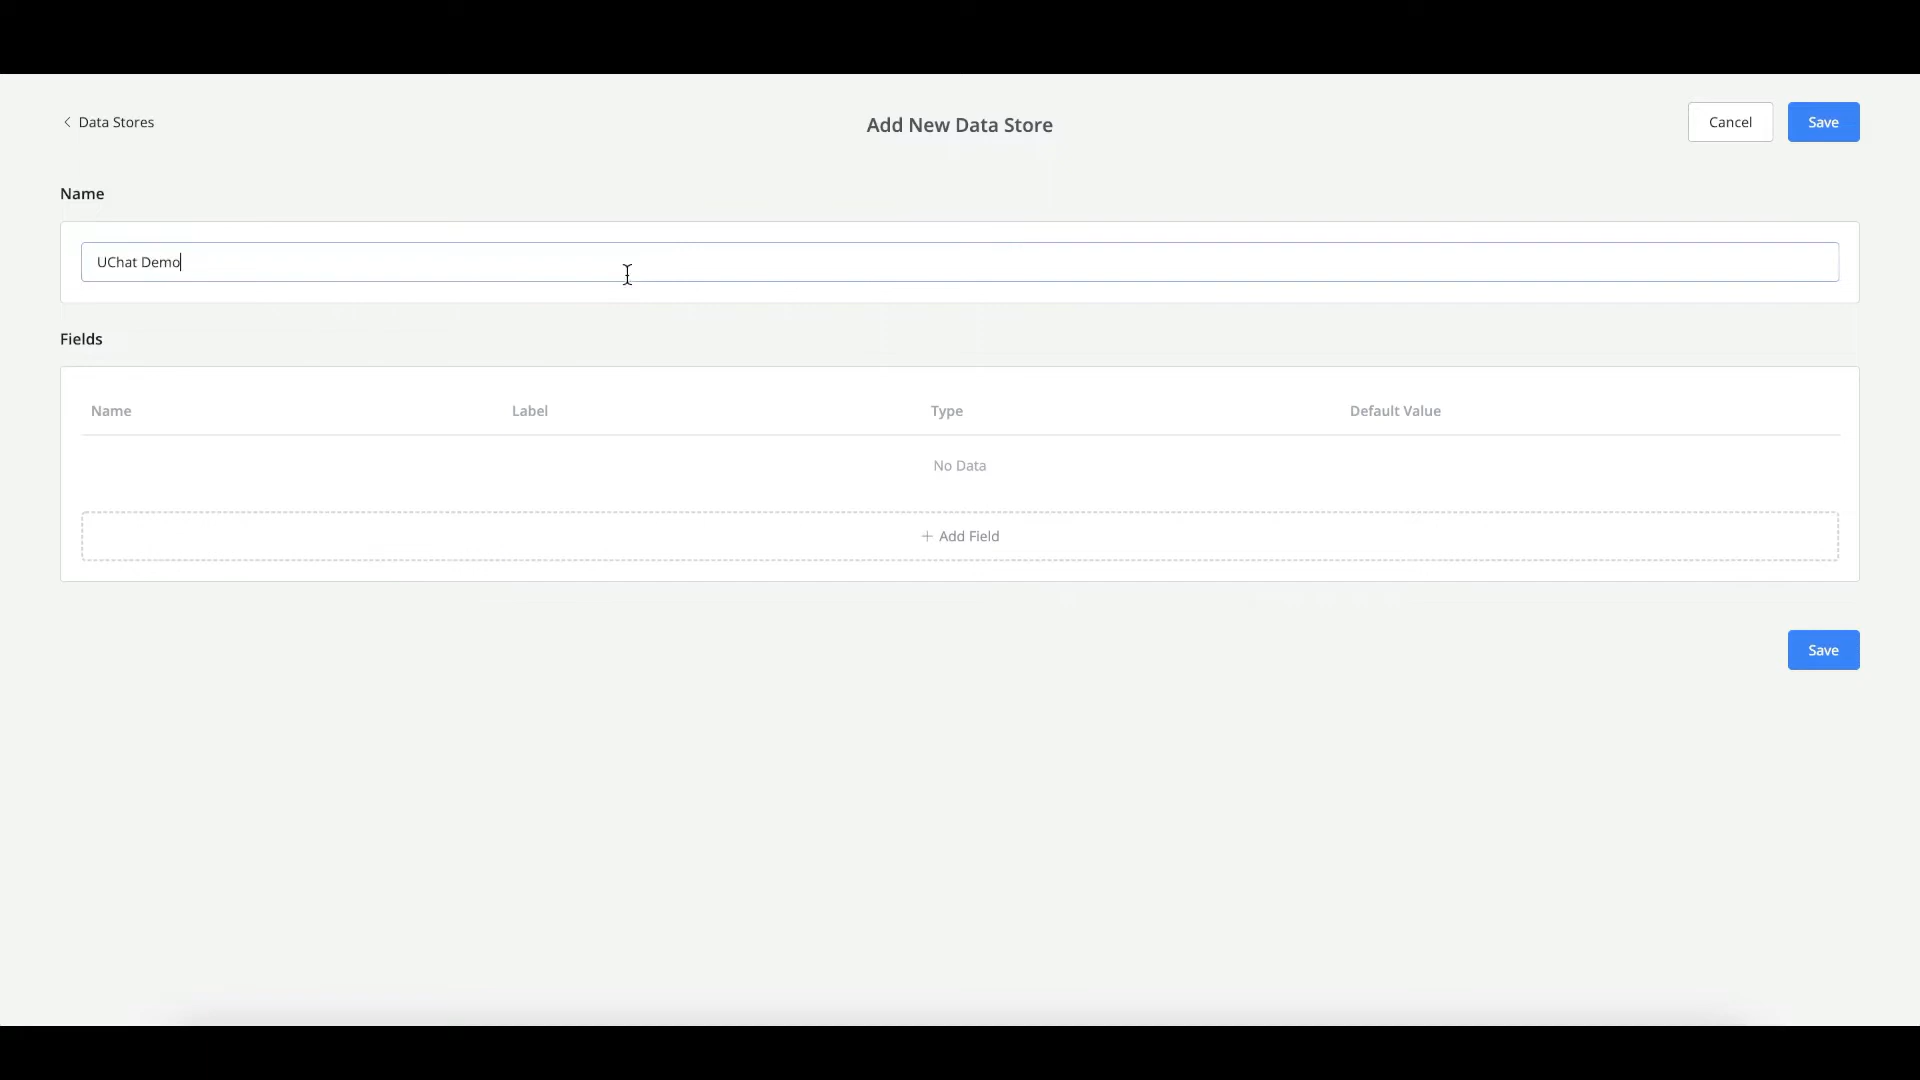 Data Stores
Add New Data Store
Cancel
Save
Name
UChat Demo
Fields
Name Label Type Default Value
No Data
+ Add Field
Save